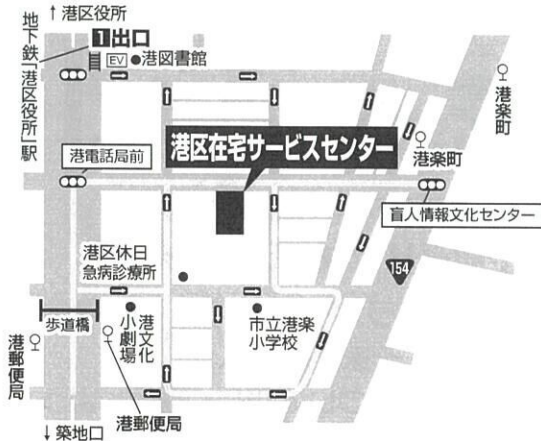 ↑港区役所
地下鉄「港区役所」駅
1出口
EV
●港図書館
港楽町
港電話局前
港区在宅サービスセンター
港楽町
盲人情報文化センター
154
港区休日
急病診療所
歩道橋
港文化
小劇場
市立港楽
小学校
港郵便局
港郵便局
↓築地口